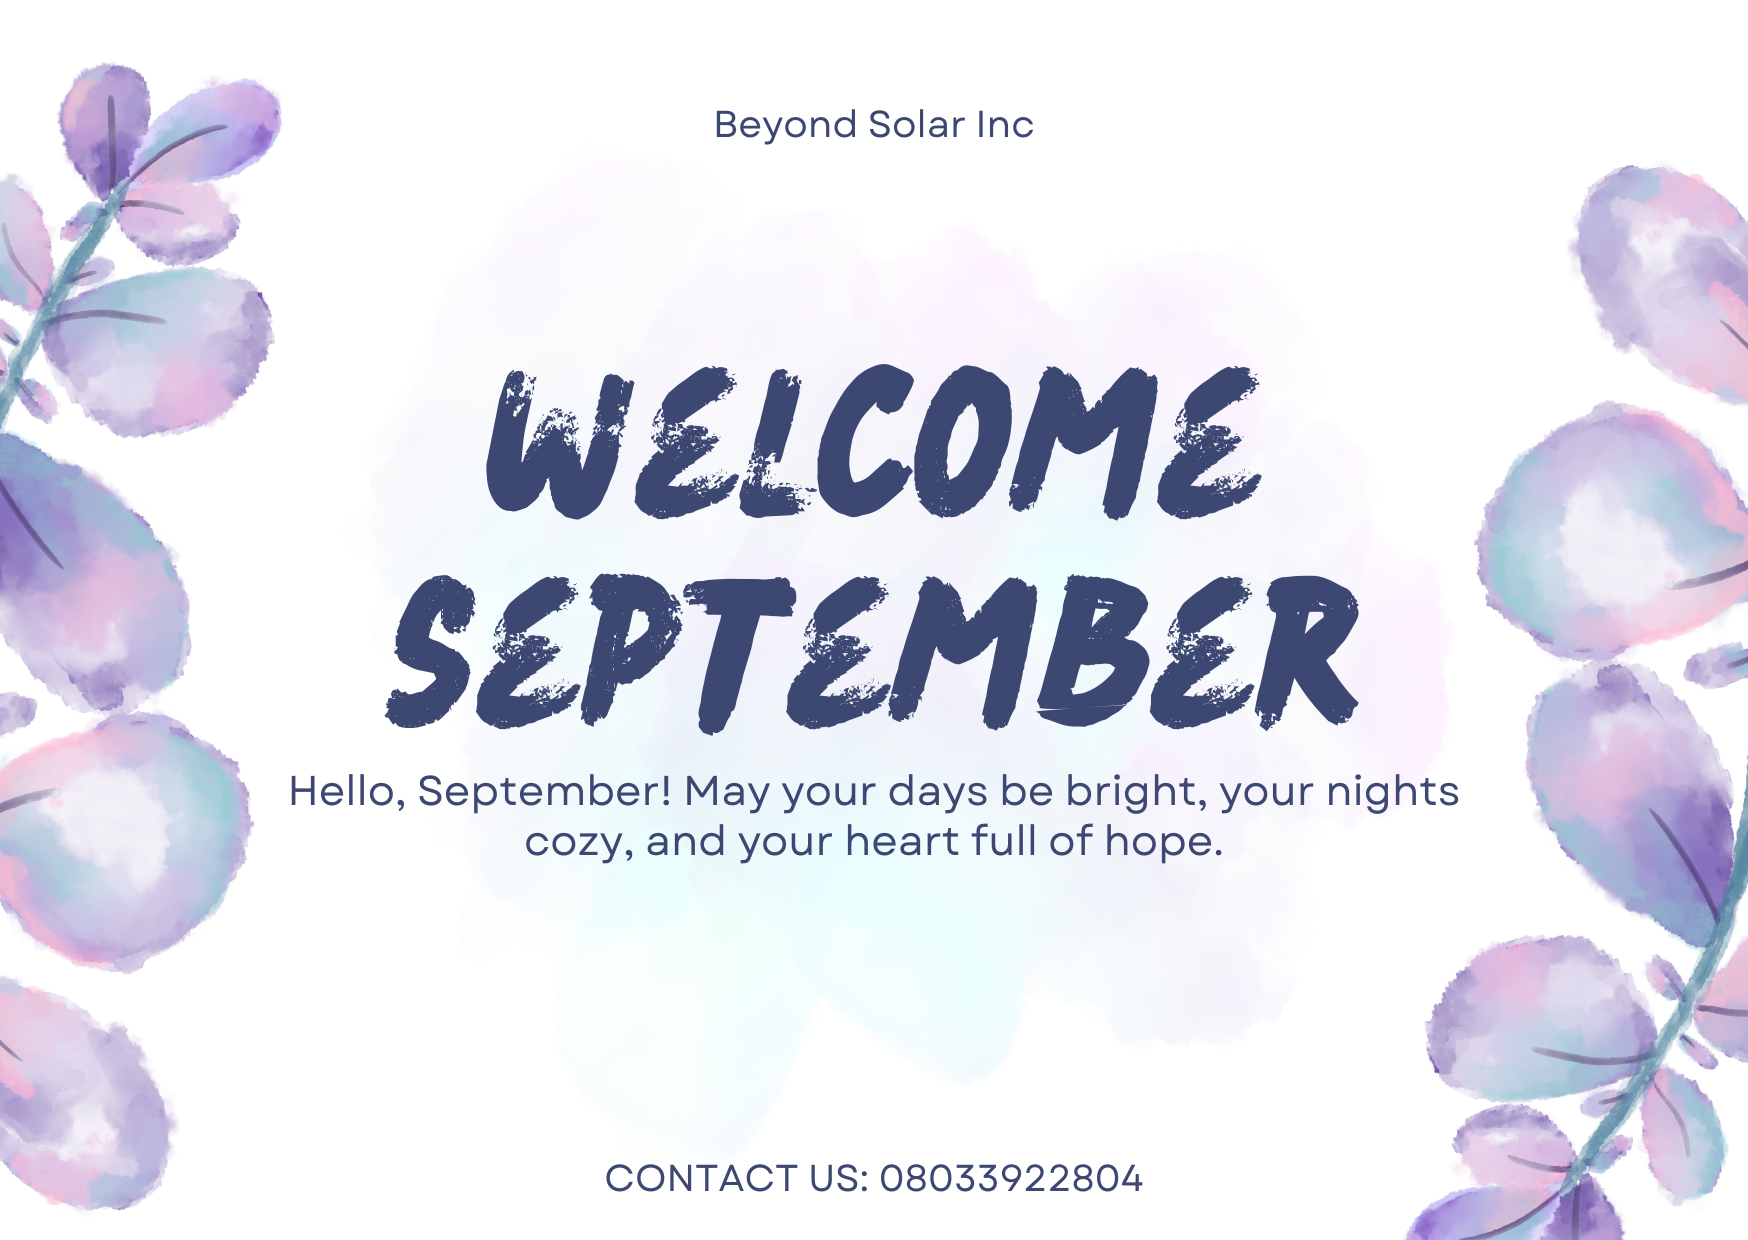 Beyond Solar Inc
WELCOME
SEPTEMBER
Hello, September! May your days be bright, your nights
cozy, and your heart full of hope.
CONTACT US: 08033922804